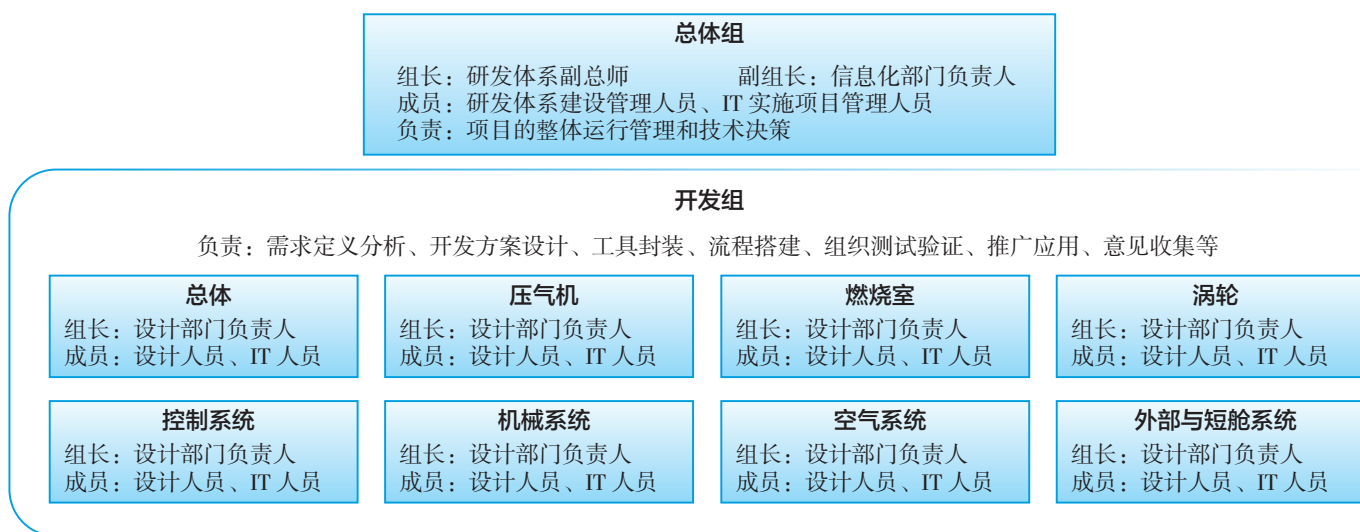 总体组
组长：研发体系副总师 副组长：信息化部门负责人
成员：研发体系建设管理人员、IT 实施项目管理人员
负责：项目的整体运行管理和技术决策
开发组
负责：需求定义分析、开发方案设计、工具封装、流程搭建、组织测试验证、推广应用、意见收集等
总体
组长：设计部门负责人
成员：设计人员、IT 人员
压气机
组长：设计部门负责人
成员：设计人员、IT 人员
燃烧室
组长：设计部门负责人
成员：设计人员、IT 人员
涡轮
组长：设计部门负责人
成员：设计人员、IT 人员
控制系统
组长：设计部门负责人
成员：设计人员、IT 人员
机械系统
组长：设计部门负责人
成员：设计人员、IT 人员
空气系统
组长：设计部门负责人
成员：设计人员、IT 人员
外部与短舱系统
组长：设计部门负责人
成员：设计人员、IT 人员